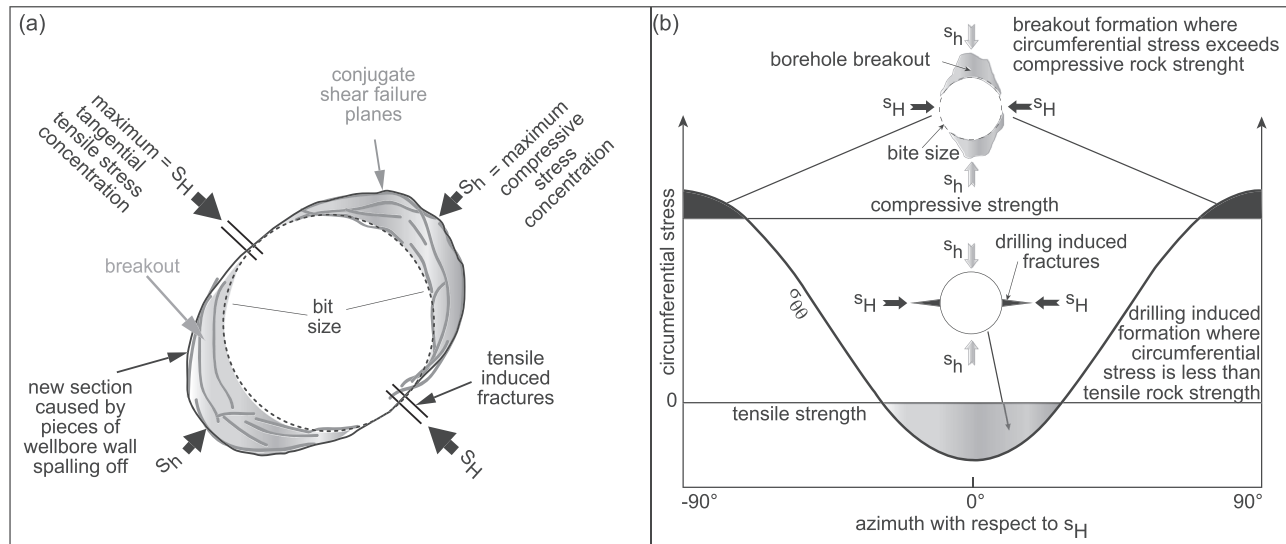 (a)
conjugate
shear failure
planes
maximum = SH
tangential
tensile stress
concentration
Sh = maximum
compressive
stress
concentration
breakout
bit
size
tensile
induced
fractures
new section
caused by
pieces of
wellbore wall
spalling off
Sh
SH
(b)
sh
breakout formation where
circumferential stress exceeds
compressive rock strenght
borehole breakout
sH
sH
bite size
sh
circumferential stress
compressive strength
drilling induced
fractures
sh
σθθ
sH
sH
sh
drilling induced
formation where
circumferential
stress is less than
tensile rock strength
0
tensile strength
-90°
0°
90°
azimuth with respect to sH